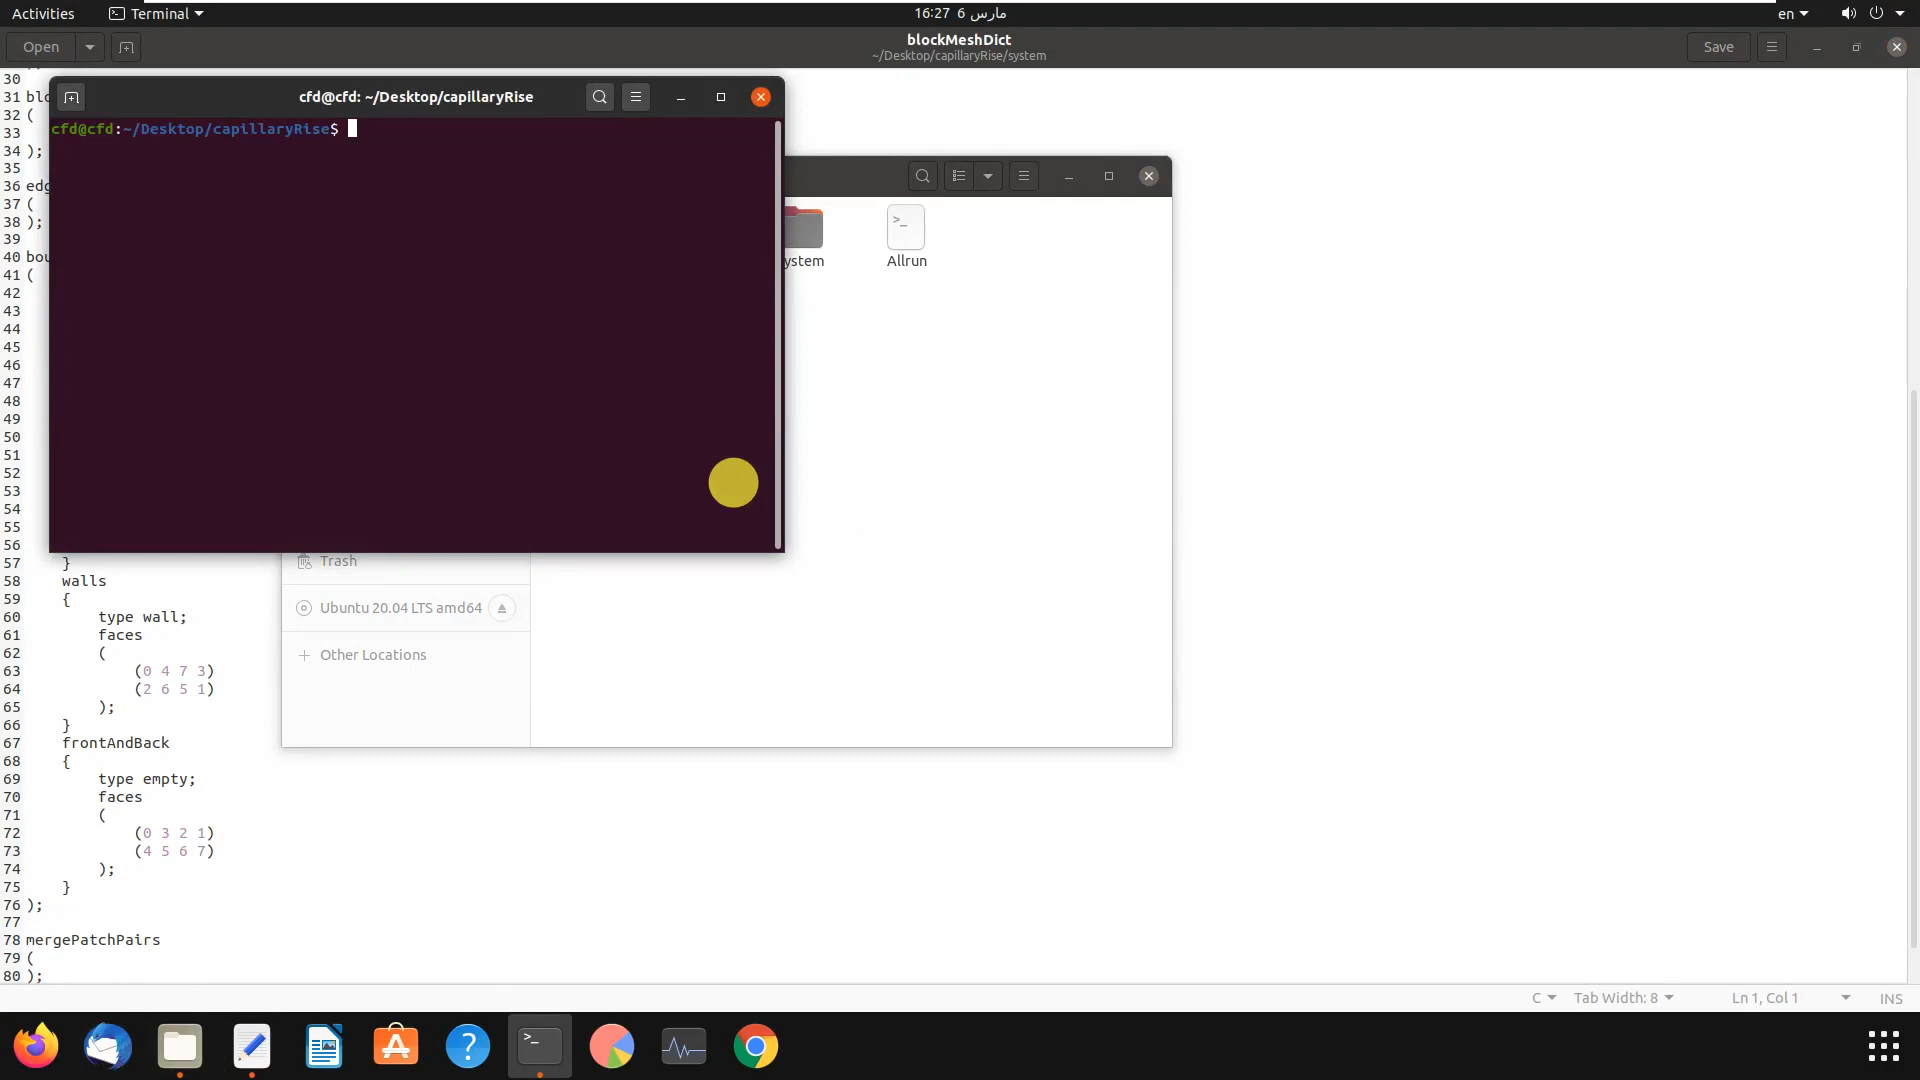 Activities
Terminal
16:27 6 مارس
en
Open
blockMeshDict
~/Desktop/capillaryRise/system
Save
30
31 blo
32 (
33
34 );
35
36 edg
37 (
38 );
39
40 bou
41 (
42
43
44
45
46
47
48
49
50
51
52
53
54
55
56
57 }
58 walls
59 {
60 type wall;
61 faces
62 (
63 (0 4 7 3)
64 (2 6 5 1)
65 );
66 }
67 frontAndBack
68 {
69 type empty;
70 faces
71 (
72 (0 3 2 1)
73 (4 5 6 7)
74 );
75 }
76 );
77
78 mergePatchPairs
79 (
80 );
cfd@cfd: ~/Desktop/capillaryRise
cfd@cfd:~/Desktop/capillaryRise$
ystem
Allrun
Trash
Ubuntu 20.04 LTS amd64
Other Locations
C
Tab Width: 8
Ln 1, Col 1
INS